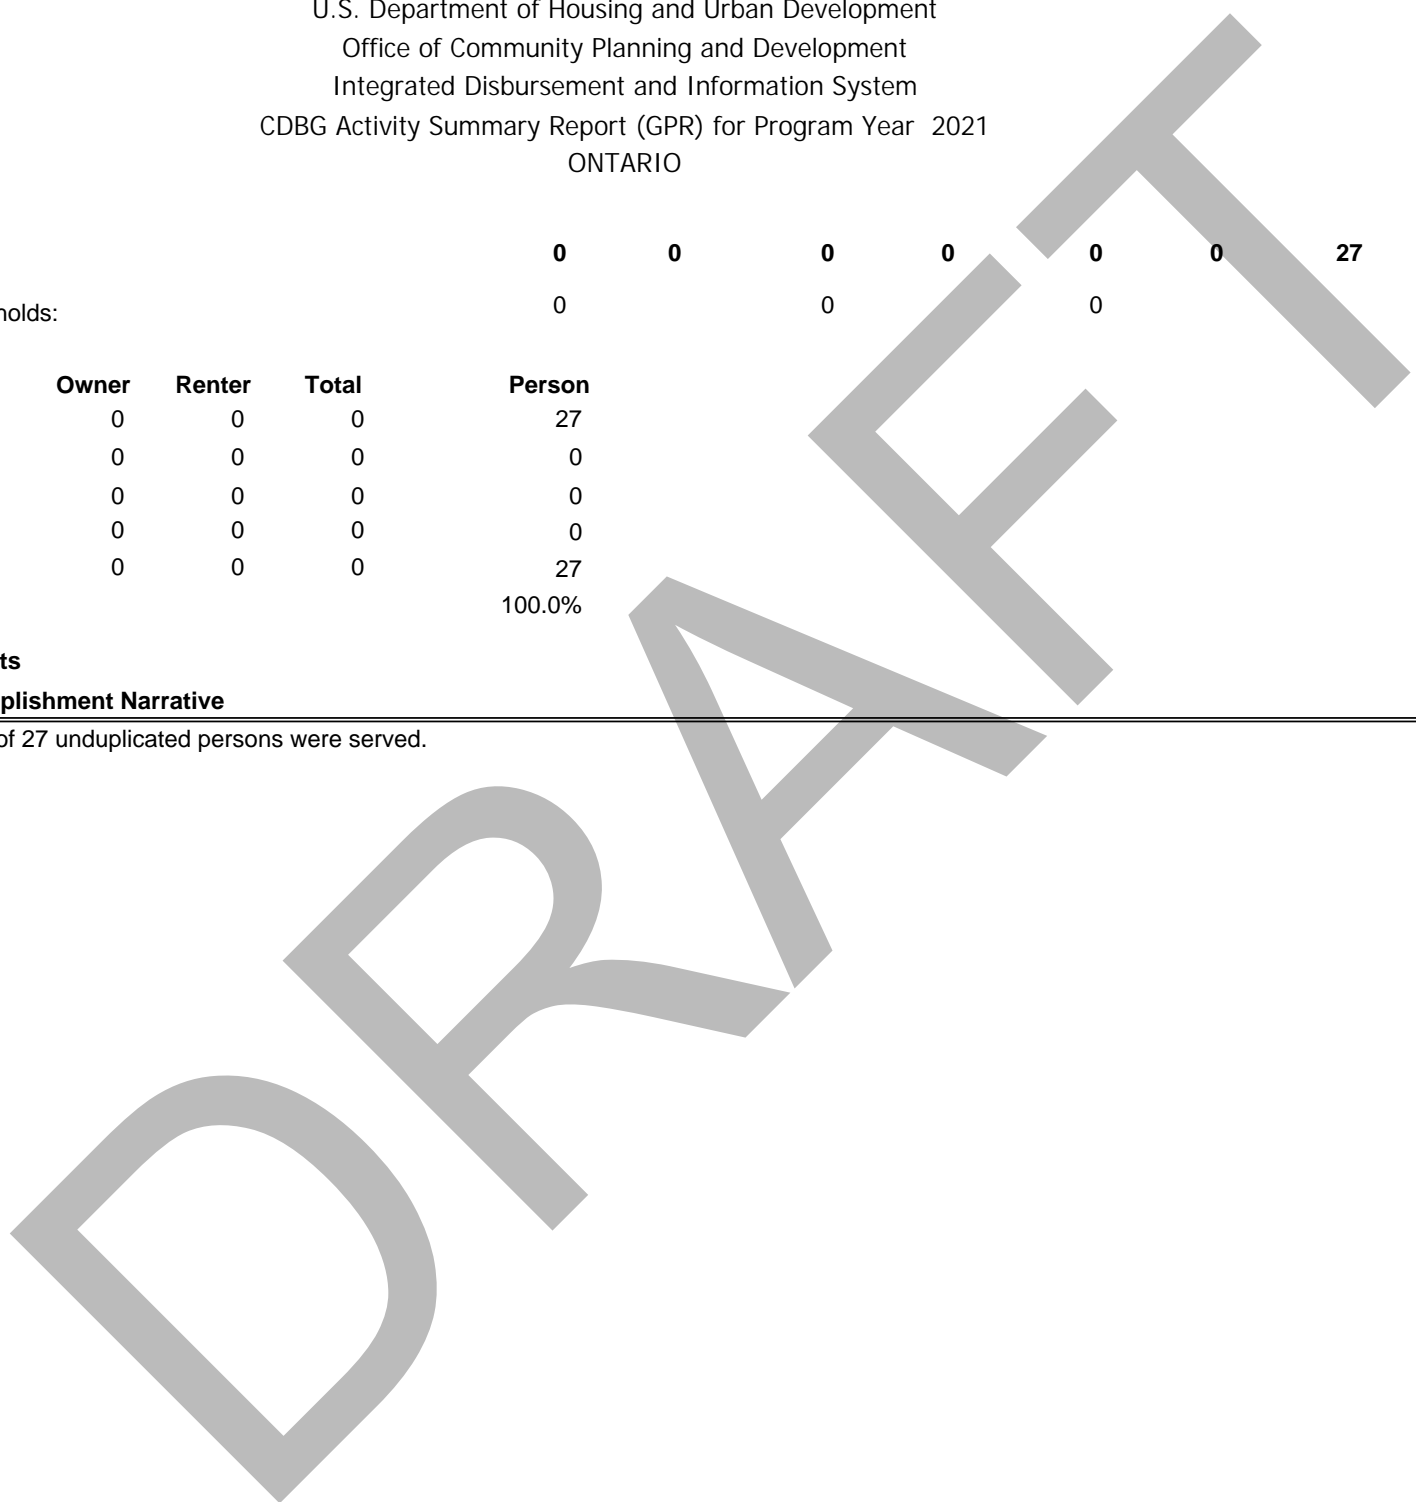 U.S. Department of Housing and Urban Development
Office of Community Planning and Development
Integrated Disbursement and Information System
CDBG Activity Summary Report (GPR) for Program Year 2021
ONTARIO
0 0 0 0 0 0 27
holds: 0 0 0
Owner Renter Total Person
0 0 0 27
0 0 0 0
0 0 0 0
0 0 0 0
0 0 0 27
100.0%
ts
plishment Narrative
of 27 unduplicated persons were served.
DRAFT